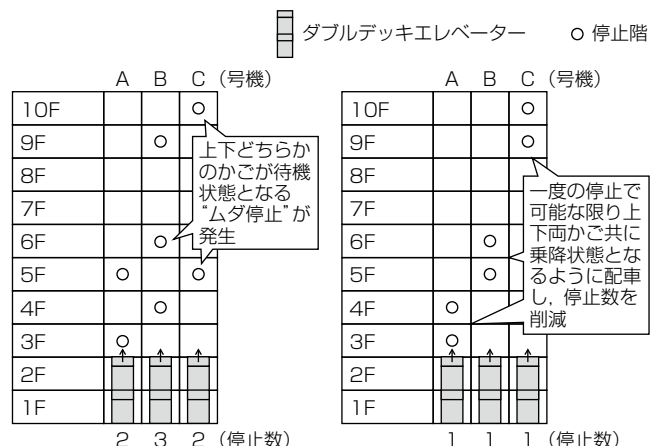 ダブルデッキエレベーター ○ 停止階
A B C（号機）
10F ○
9F ○
8F
7F
6F ○
5F ○ ○
4F ○
3F ○
2F
1F
2 3 2（停止数）
上下どちらか
のかごが待機
状態となる
“ムダ停止”が
発生
A B C（号機）
10F ○
9F ○
8F
7F
6F ○
5F ○
4F ○
3F ○
2F
1F
1 1 1（停止数）
一度の停止で
可能な限り上
下両かご共に
乗降状態とな
るように配車
し，停止数を
削減